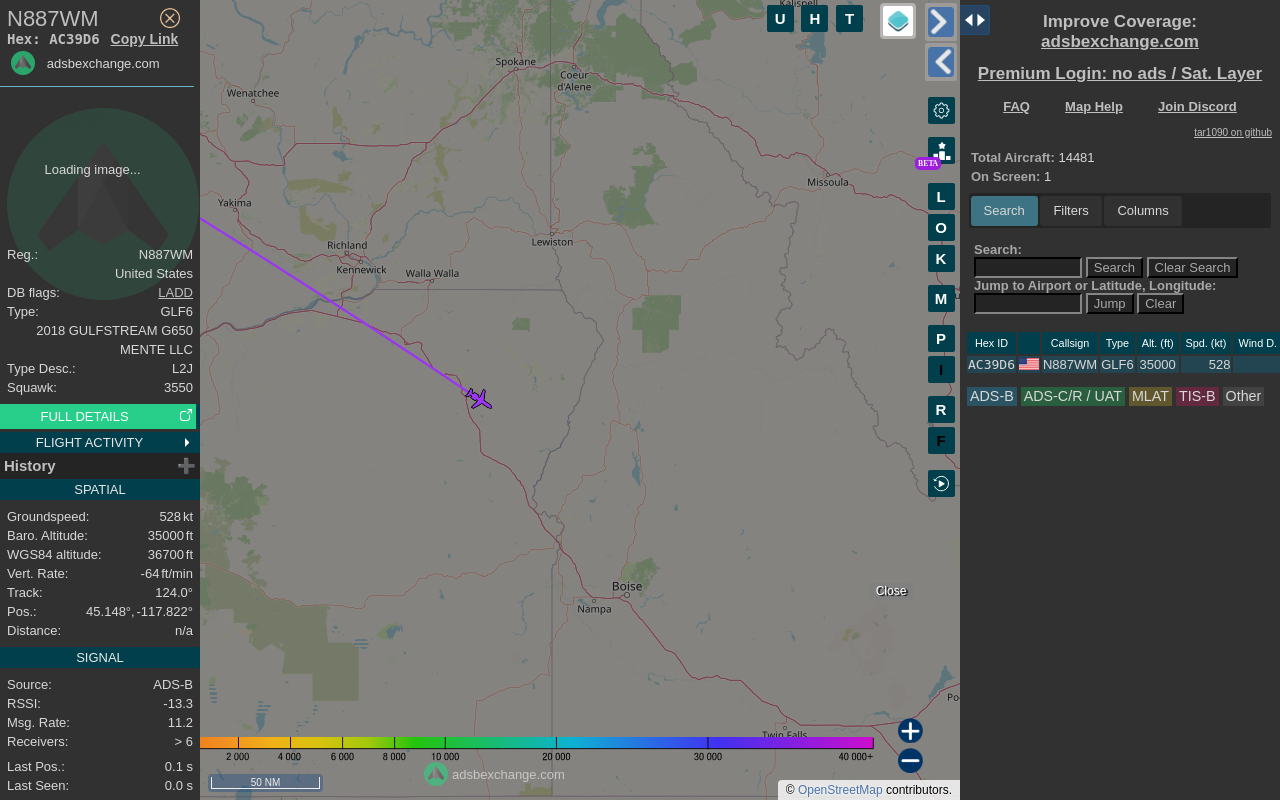 N887WM
Hex: AC39D6 Copy Link
adsbexchange.com
Loading image...
Reg.: N887WM
United States
DB flags: LADD
Type: GLF6
2018 GULFSTREAM G650
MENTE LLC
Type Desc.: L2J
Squawk: 3550
FULL DETAILS
FLIGHT ACTIVITY
History
SPATIAL
Groundspeed: 528 kt
Baro. Altitude: 35000 ft
WGS84 altitude: 36700 ft
Vert. Rate: -64 ft/min
Track: 124.0°
Pos.: 45.148°, -117.822°
Distance: n/a
SIGNAL
Source: ADS-B
RSSI: -13.3
Msg. Rate: 11.2
Receivers: > 6
Last Pos.: 0.1 s
Last Seen: 0.0 s
Kalispell
U H T
Spokane
Coeur d'Alene
Wenatchee
Missoula
Yakima
Lewiston
Richland
Kennewick
Walla Walla
Boise
Nampa
Twin Falls
BETA
L
O
K
M
P
I
R
F
Close
2 000 4 000 6 000 8 000 10 000 20 000 30 000 40 000+
50 NM
adsbexchange.com
© OpenStreetMap contributors.
Improve Coverage:
adsbexchange.com
Premium Login: no ads / Sat. Layer
FAQ Map Help Join Discord
tar1090 on github
Total Aircraft: 14481
On Screen: 1
Search Filters Columns
Search:
Search Clear Search
Jump to Airport or Latitude, Longitude:
Jump Clear
Hex ID Callsign Type Alt. (ft) Spd. (kt) Wind D.
AC39D6 N887WM GLF6 35000 528
ADS-B ADS-C/R / UAT MLAT TIS-B Other